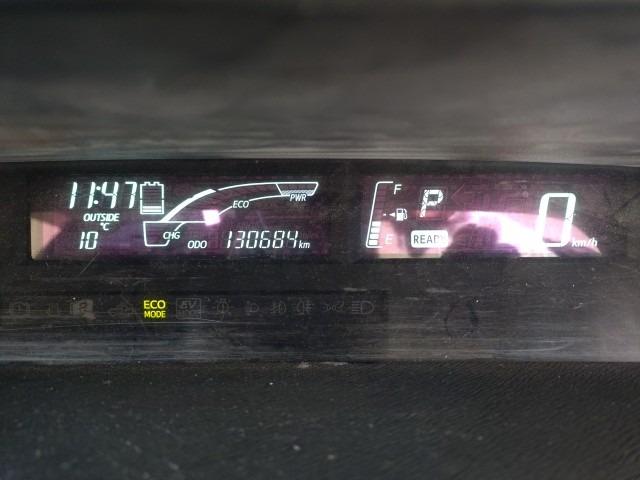 11:47
OUTSIDE
°C
10
ECO
PWR
CHG
ODO 130684 km
F
E
P
READY
0 km/h
ECO
MODE
EV